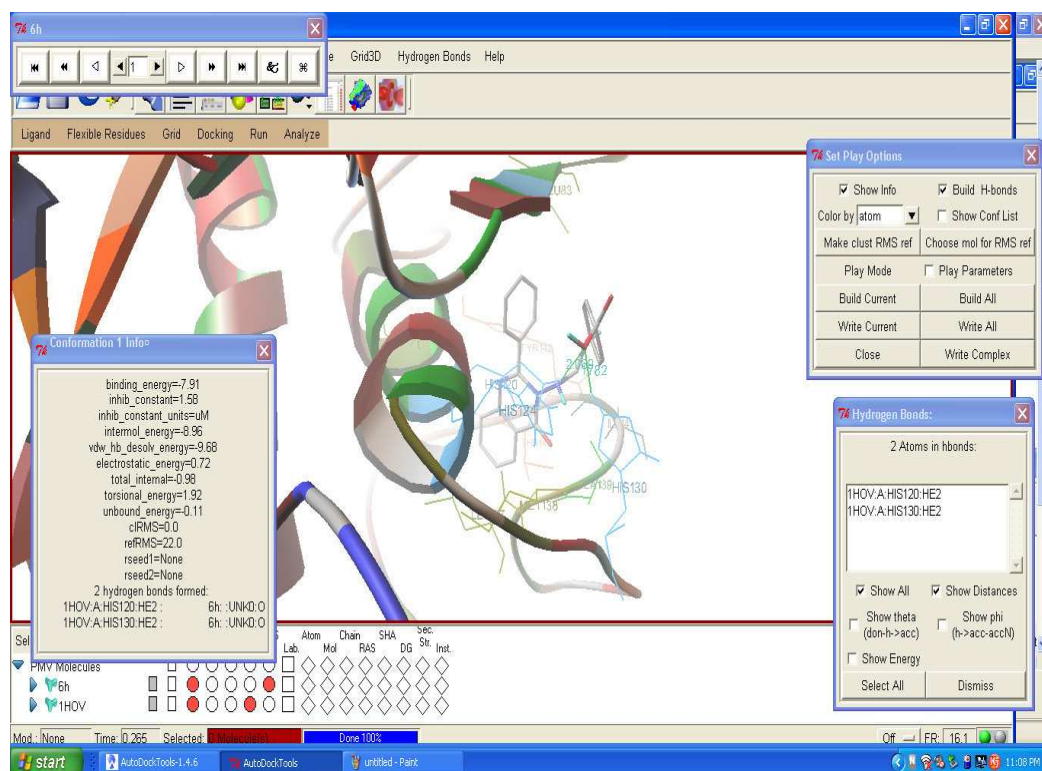 6h
1
Grid3D Hydrogen Bonds Help
Ligand Flexible Residues Grid Docking Run Analyze
Set Play Options
Show Info Build H-bonds
Color by atom Show Conf List
Make clust RMS ref Choose mol for RMS ref
Play Mode Play Parameters
Build Current Build All
Write Current Write All
Close Write Complex
HIS120
HIS124
HIS130
Conformation 1 Info
binding_energy=-7.91
inhib_constant=1.58
inhib_constant_units=uM
intermol_energy=-8.96
vdw_hb_desolv_energy=-9.68
electrostatic_energy=0.72
total_internal=-0.98
torsional_energy=1.92
unbound_energy=-0.11
clRMS=0.0
refRMS=22.0
rseed1=None
rseed2=None
2 hydrogen bonds formed:
1HOV:A:HIS120:HE2 : 6h: :UNK0:O
1HOV:A:HIS130:HE2 : 6h: :UNK0:O
Hydrogen Bonds:
2 Atoms in hbonds:
1HOV:A:HIS120:HE2
1HOV:A:HIS130:HE2
Show All Show Distances
Show theta Show phi
(don-h->acc) (h->acc-accN)
Show Energy
Select All Dismiss
Sel
Lab. Atom Mol Chain RAS SHA DG Sec. Str. Inst.
PMV Molecules
6h
1HOV
Mod.: None Time: 0.265 Selected: 0 Molecule(s) Done 100% Off FR: 16.1
start AutoDockTools-1.4.6 AutoDockTools untitled - Paint 11:08 PM